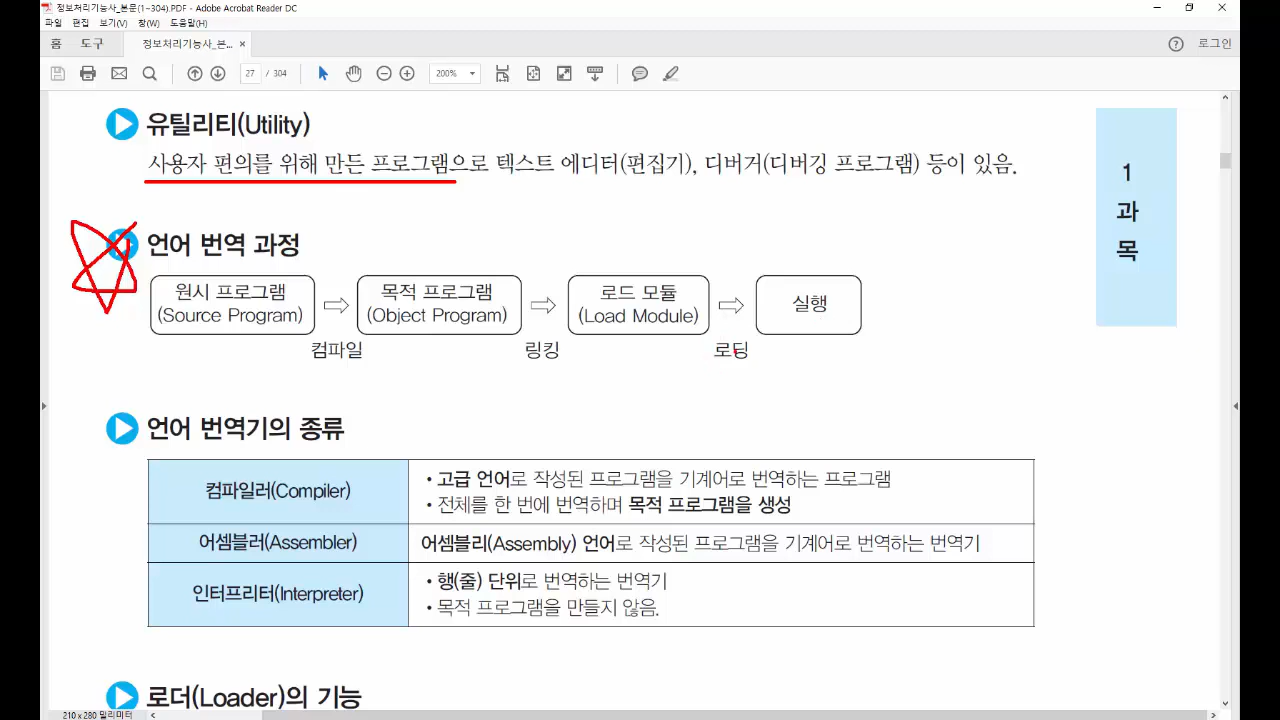 정보처리기능사_본문(1-304).PDF - Adobe Acrobat Reader DC
파일 편집 보기(V) 창(W) 도움말(H)
홈 도구 정보처리기능사_본... × 로그인
27 / 304 200%
유틸리티(Utility)
사용자 편의를 위해 만든 프로그램으로 텍스트 에디터(편집기), 디버거(디버깅 프로그램) 등이 있음.
1
과
목
언어 번역 과정
원시 프로그램 목적 프로그램 로드 모듈 실행
(Source Program) (Object Program) (Load Module)
컴파일 링킹 로딩
언어 번역기의 종류
컴파일러(Compiler)
• 고급 언어로 작성된 프로그램을 기계어로 번역하는 프로그램
• 전체를 한 번에 번역하며 목적 프로그램을 생성
어셈블러(Assembler) 어셈블리(Assembly) 언어로 작성된 프로그램을 기계어로 번역하는 번역기
인터프리터(Interpreter)
• 행(줄) 단위로 번역하는 번역기
• 목적 프로그램을 만들지 않음.
로더(Loader)의 기능
210 x 280 밀리미터